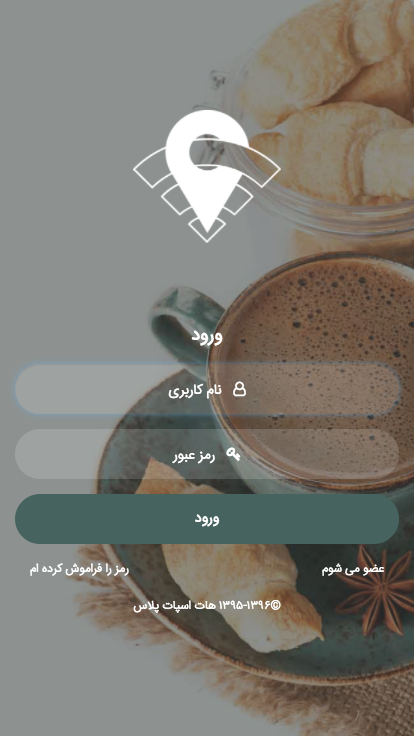 ورود
نام کاربری
رمز عبور
ورود
عضو می شوم
رمز را فراموش کرده ام
©۱۳۹۵-۱۳۹۶ هات اسپات پلاس